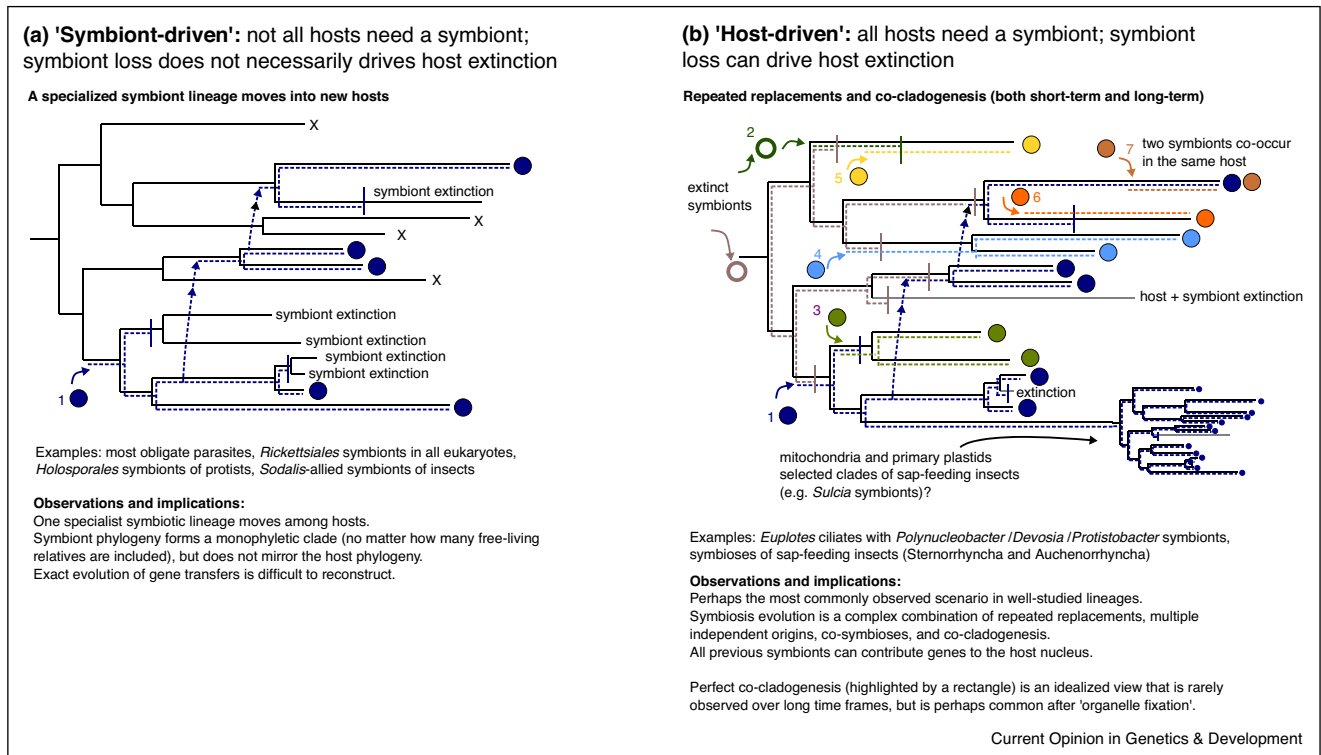 (a) 'Symbiont-driven': not all hosts need a symbiont;
symbiont loss does not necessarily drives host extinction
A specialized symbiont lineage moves into new hosts
X
symbiont extinction
X
X
X
symbiont extinction
symbiont extinction
symbiont extinction
symbiont extinction
1
Examples: most obligate parasites, Rickettsiales symbionts in all eukaryotes,
Holosporales symbionts of protists, Sodalis-allied symbionts of insects
Observations and implications:
One specialist symbiotic lineage moves among hosts.
Symbiont phylogeny forms a monophyletic clade (no matter how many free-living
relatives are included), but does not mirror the host phylogeny.
Exact evolution of gene transfers is difficult to reconstruct.
(b) 'Host-driven': all hosts need a symbiont; symbiont
loss can drive host extinction
Repeated replacements and co-cladogenesis (both short-term and long-term)
2
7
two symbionts co-occur
in the same host
5
extinct
symbionts
6
4
host + symbiont extinction
3
extinction
1
mitochondria and primary plastids
selected clades of sap-feeding insects
(e.g. Sulcia symbionts)?
Examples: Euplotes ciliates with Polynucleobacter /Devosia /Protistobacter symbionts,
symbioses of sap-feeding insects (Sternorrhyncha and Auchenorrhyncha)
Observations and implications:
Perhaps the most commonly observed scenario in well-studied lineages.
Symbiosis evolution is a complex combination of repeated replacements, multiple
independent origins, co-symbioses, and co-cladogenesis.
All previous symbionts can contribute genes to the host nucleus.
Perfect co-cladogenesis (highlighted by a rectangle) is an idealized view that is rarely
observed over long time frames, but is perhaps common after 'organelle fixation'.
Current Opinion in Genetics & Development